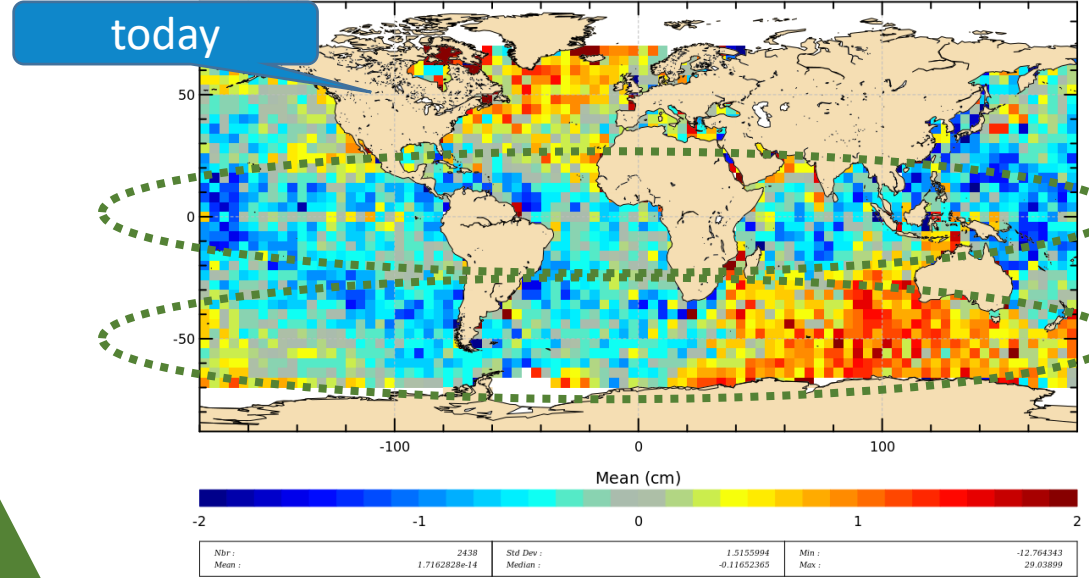 today
50
0
-50
-100
0
100
Mean (cm)
-2
-1
0
1
2
Nbr : 2438
Mean : 1.7162828e-14
Std Dev : 1.5155994
Median : -0.11652365
Min : -12.764343
Max : 29.03899